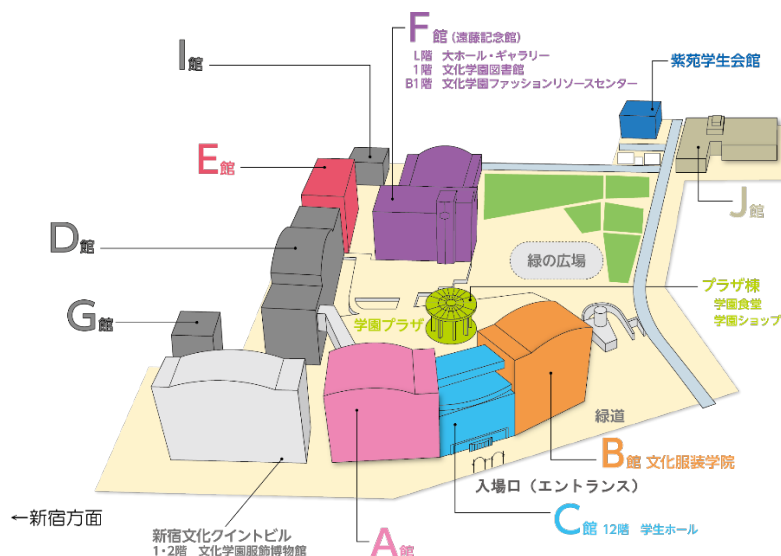 F館 (遠藤記念館)
L階 大ホール・ギャラリー
1階 文化学園図書館
B1階 文化学園ファッションリソースセンター
I館
紫苑学生会館
E館
J館
D館
緑の広場
プラザ棟
学園食堂
学園ショップ
G館
学園プラザ
緑道
B館 文化服装学院
入場口（エントランス）
C館 12階 学生ホール
←新宿方面
新宿文化クイントビル
1・2階 文化学園服飾博物館
A館